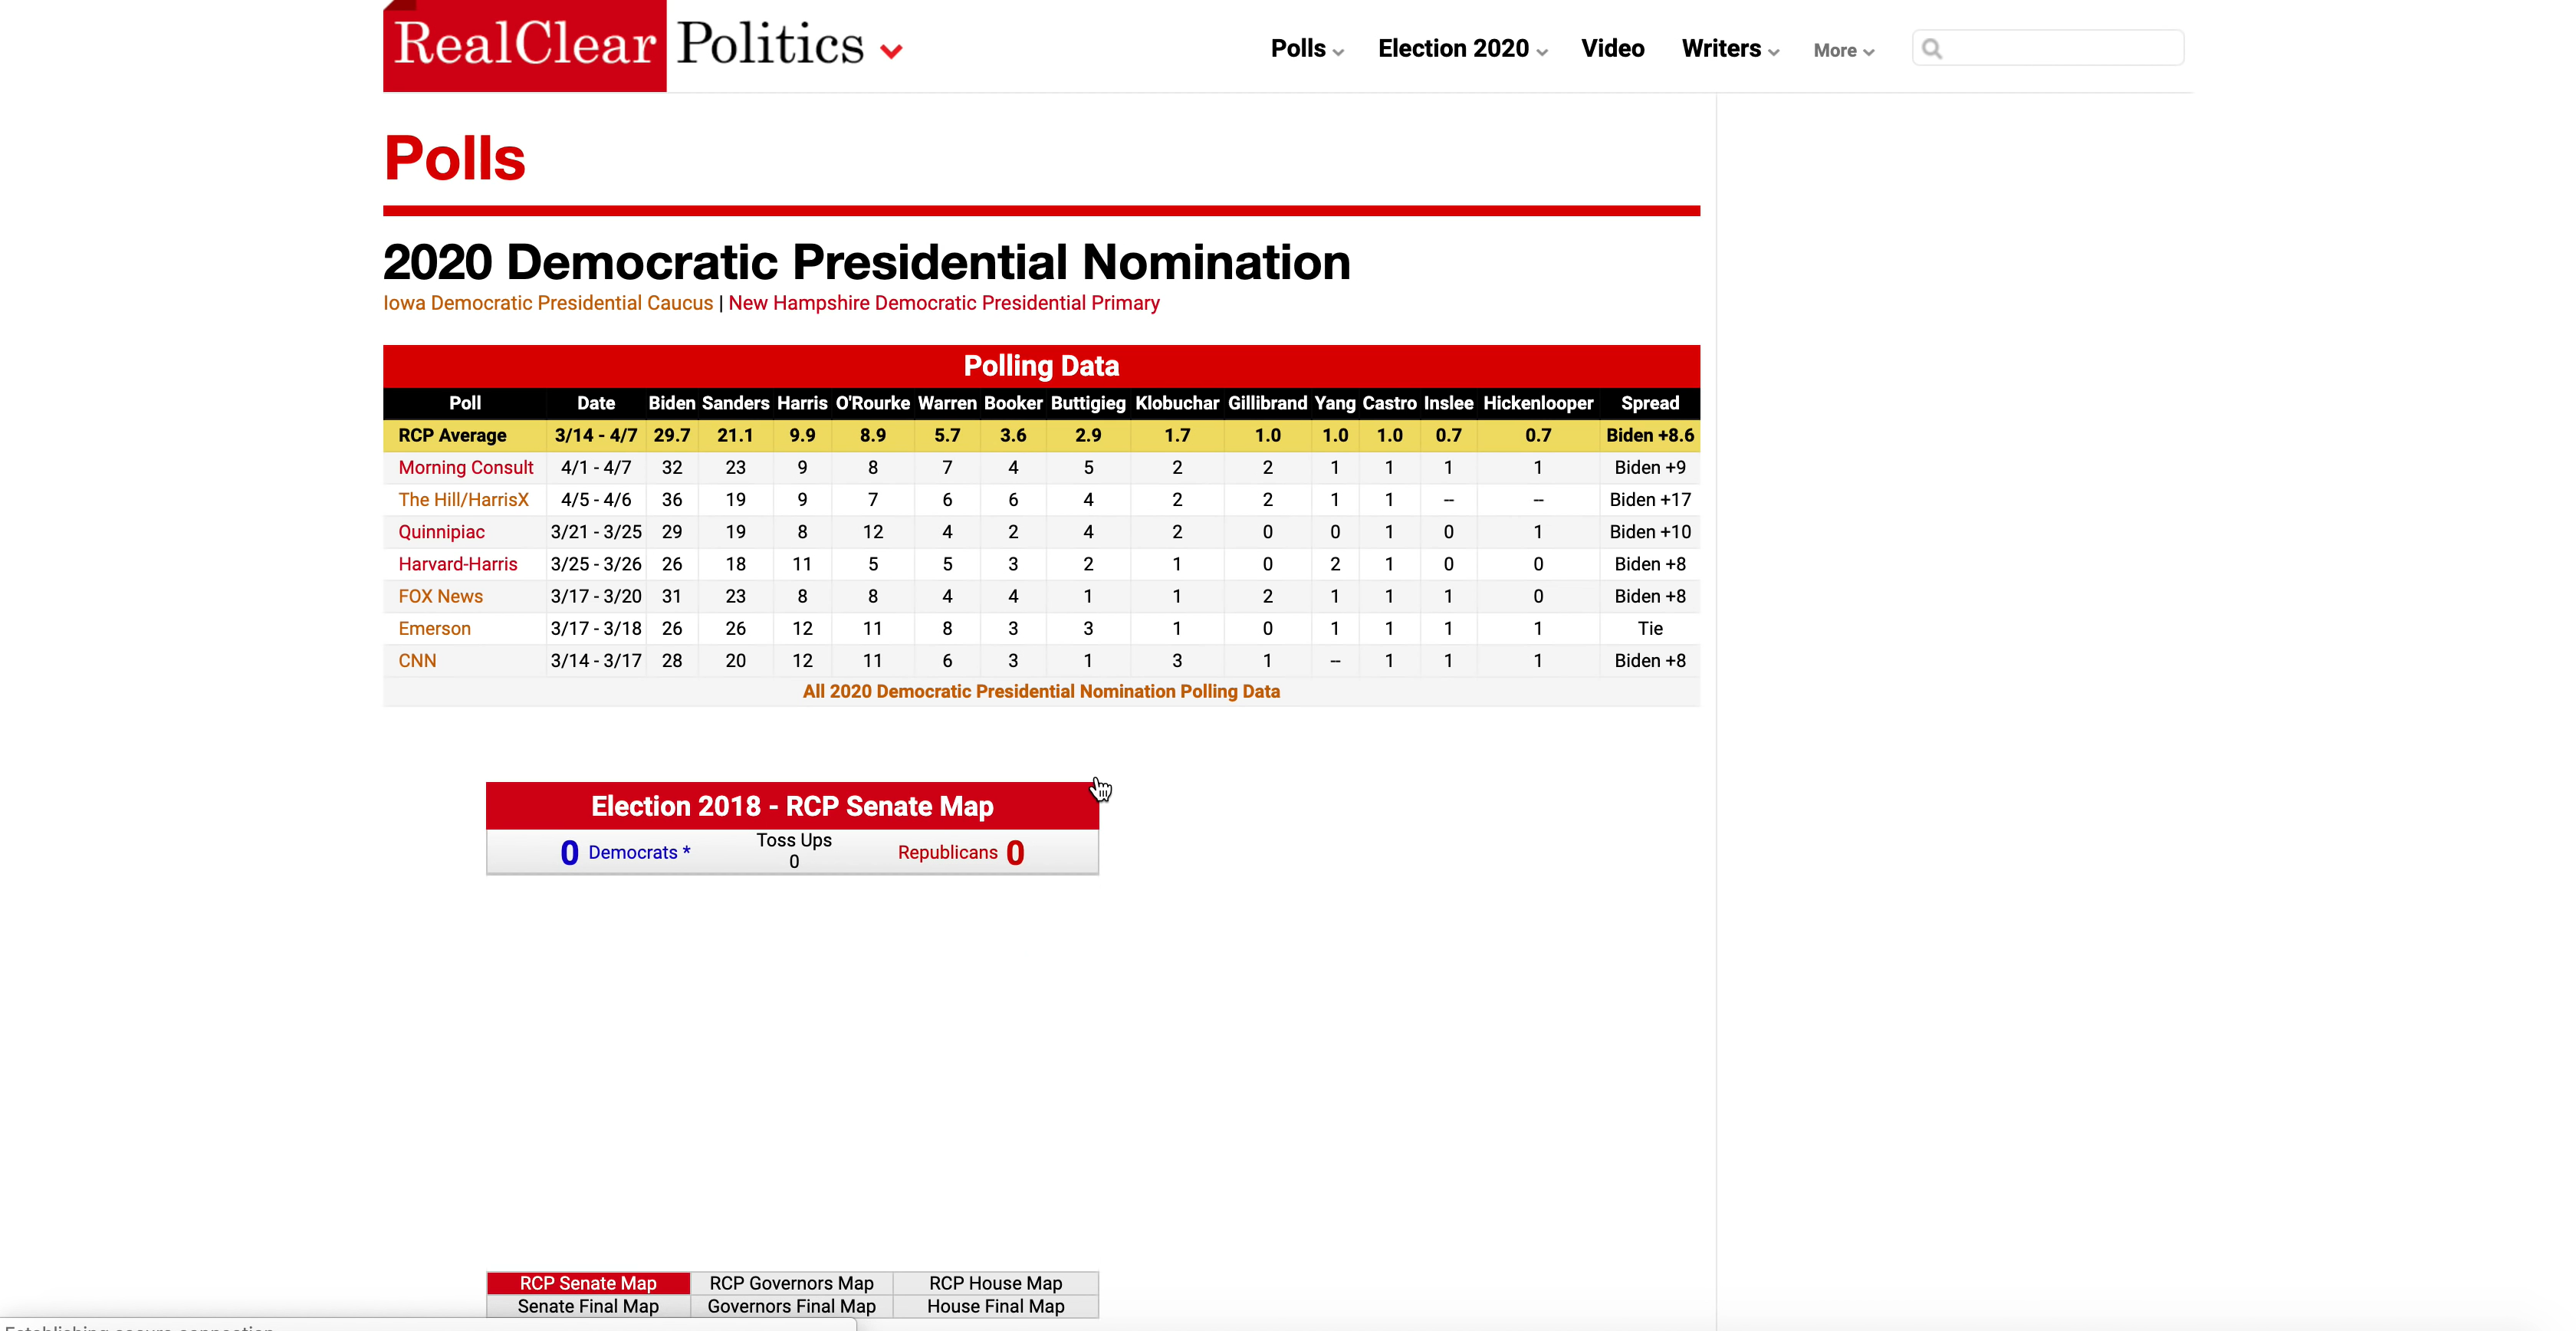 RealClear Politics
Polls Election 2020 Video Writers More
Polls
2020 Democratic Presidential Nomination
Iowa Democratic Presidential Caucus | New Hampshire Democratic Presidential Primary
Polling Data
Poll Date Biden Sanders Harris O'Rourke Warren Booker Buttigieg Klobuchar Gillibrand Yang Castro Inslee Hickenlooper Spread
RCP Average 3/14 - 4/7 29.7 21.1 9.9 8.9 5.7 3.6 2.9 1.7 1.0 1.0 1.0 0.7 0.7 Biden +8.6
Morning Consult 4/1 - 4/7 32 23 9 8 7 4 5 2 2 1 1 1 1 Biden +9
The Hill/HarrisX 4/5 - 4/6 36 19 9 7 6 6 4 2 2 1 1 -- -- Biden +17
Quinnipiac 3/21 - 3/25 29 19 8 12 4 2 4 2 0 0 1 0 1 Biden +10
Harvard-Harris 3/25 - 3/26 26 18 11 5 5 3 2 1 0 2 1 0 0 Biden +8
FOX News 3/17 - 3/20 31 23 8 8 4 4 1 1 2 1 1 1 0 Biden +8
Emerson 3/17 - 3/18 26 26 12 11 8 3 3 1 0 1 1 1 1 Tie
CNN 3/14 - 3/17 28 20 12 11 6 3 1 3 1 -- 1 1 1 Biden +8
All 2020 Democratic Presidential Nomination Polling Data
Election 2018 - RCP Senate Map
0 Democrats * Toss Ups 0 Republicans 0
RCP Senate Map RCP Governors Map RCP House Map
Senate Final Map Governors Final Map House Final Map
Establishing secure connection